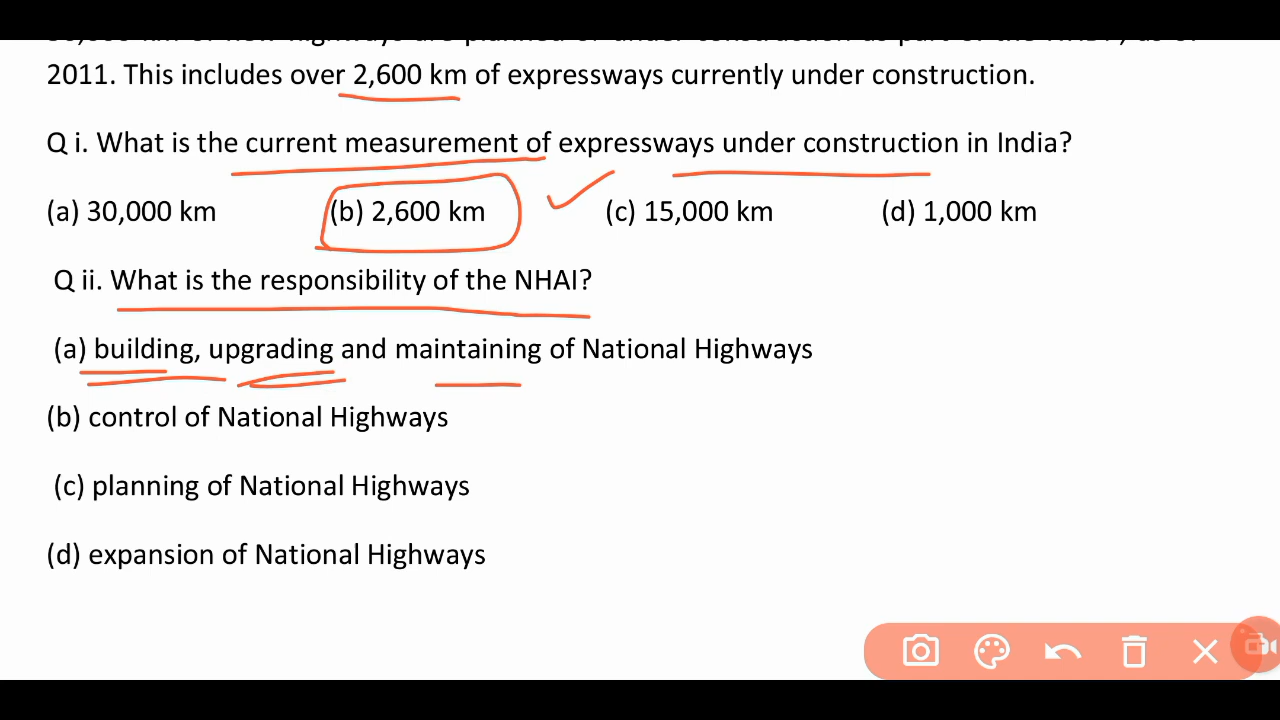 2011. This includes over 2,600 km of expressways currently under construction.
Q i. What is the current measurement of expressways under construction in India?
(a) 30,000 km (b) 2,600 km (c) 15,000 km (d) 1,000 km
Q ii. What is the responsibility of the NHAI?
(a) building, upgrading and maintaining of National Highways
(b) control of National Highways
(c) planning of National Highways
(d) expansion of National Highways